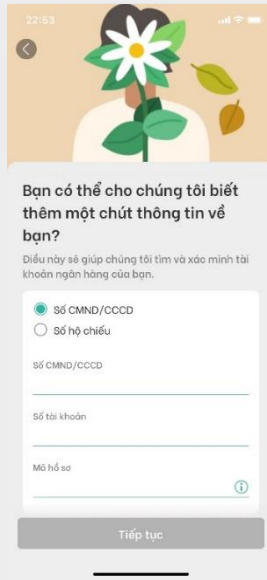 22:53
Bạn có thể cho chúng tôi biết
thêm một chút thông tin về
bạn?
Điều này sẽ giúp chúng tôi tìm và xác minh tài
khoản ngân hàng của bạn.
Số CMND/CCCD
Số hộ chiếu
Số CMND/CCCD
Số tài khoản
Mã hồ sơ
Tiếp tục